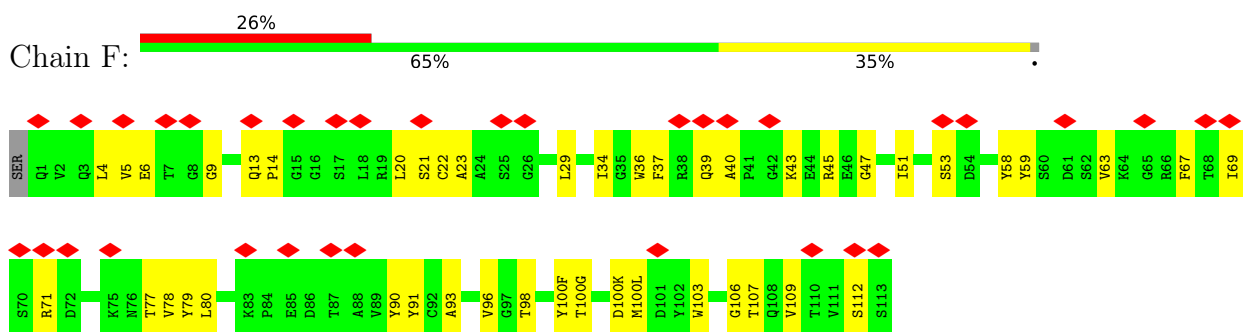 26%
Chain F:
65% 35% •
SER Q1 V2 Q3 L4 V5 E6 T7 G8 G9 Q13 P14 G15 G16 S17 L18 R19 L20 S21 C22 A23 A24 S25 G26 L29 I34 G35 W36 F37 R38 Q39 A40 P41 G42 K43 E44 R45 E46 G47 I51 S53 D54 Y58 Y59 S60 D61 S62 V63 K64 G65 R66 F67 T68 I69
S70 R71 D72 K75 N76 T77 V78 Y79 L80 K83 P84 E85 D86 T87 A88 V89 Y90 Y91 C92 A93 V96 G97 T98 Y100F T100G D100K M100L D101 Y102 W103 G106 T107 Q108 V109 T110 V111 S112 S113